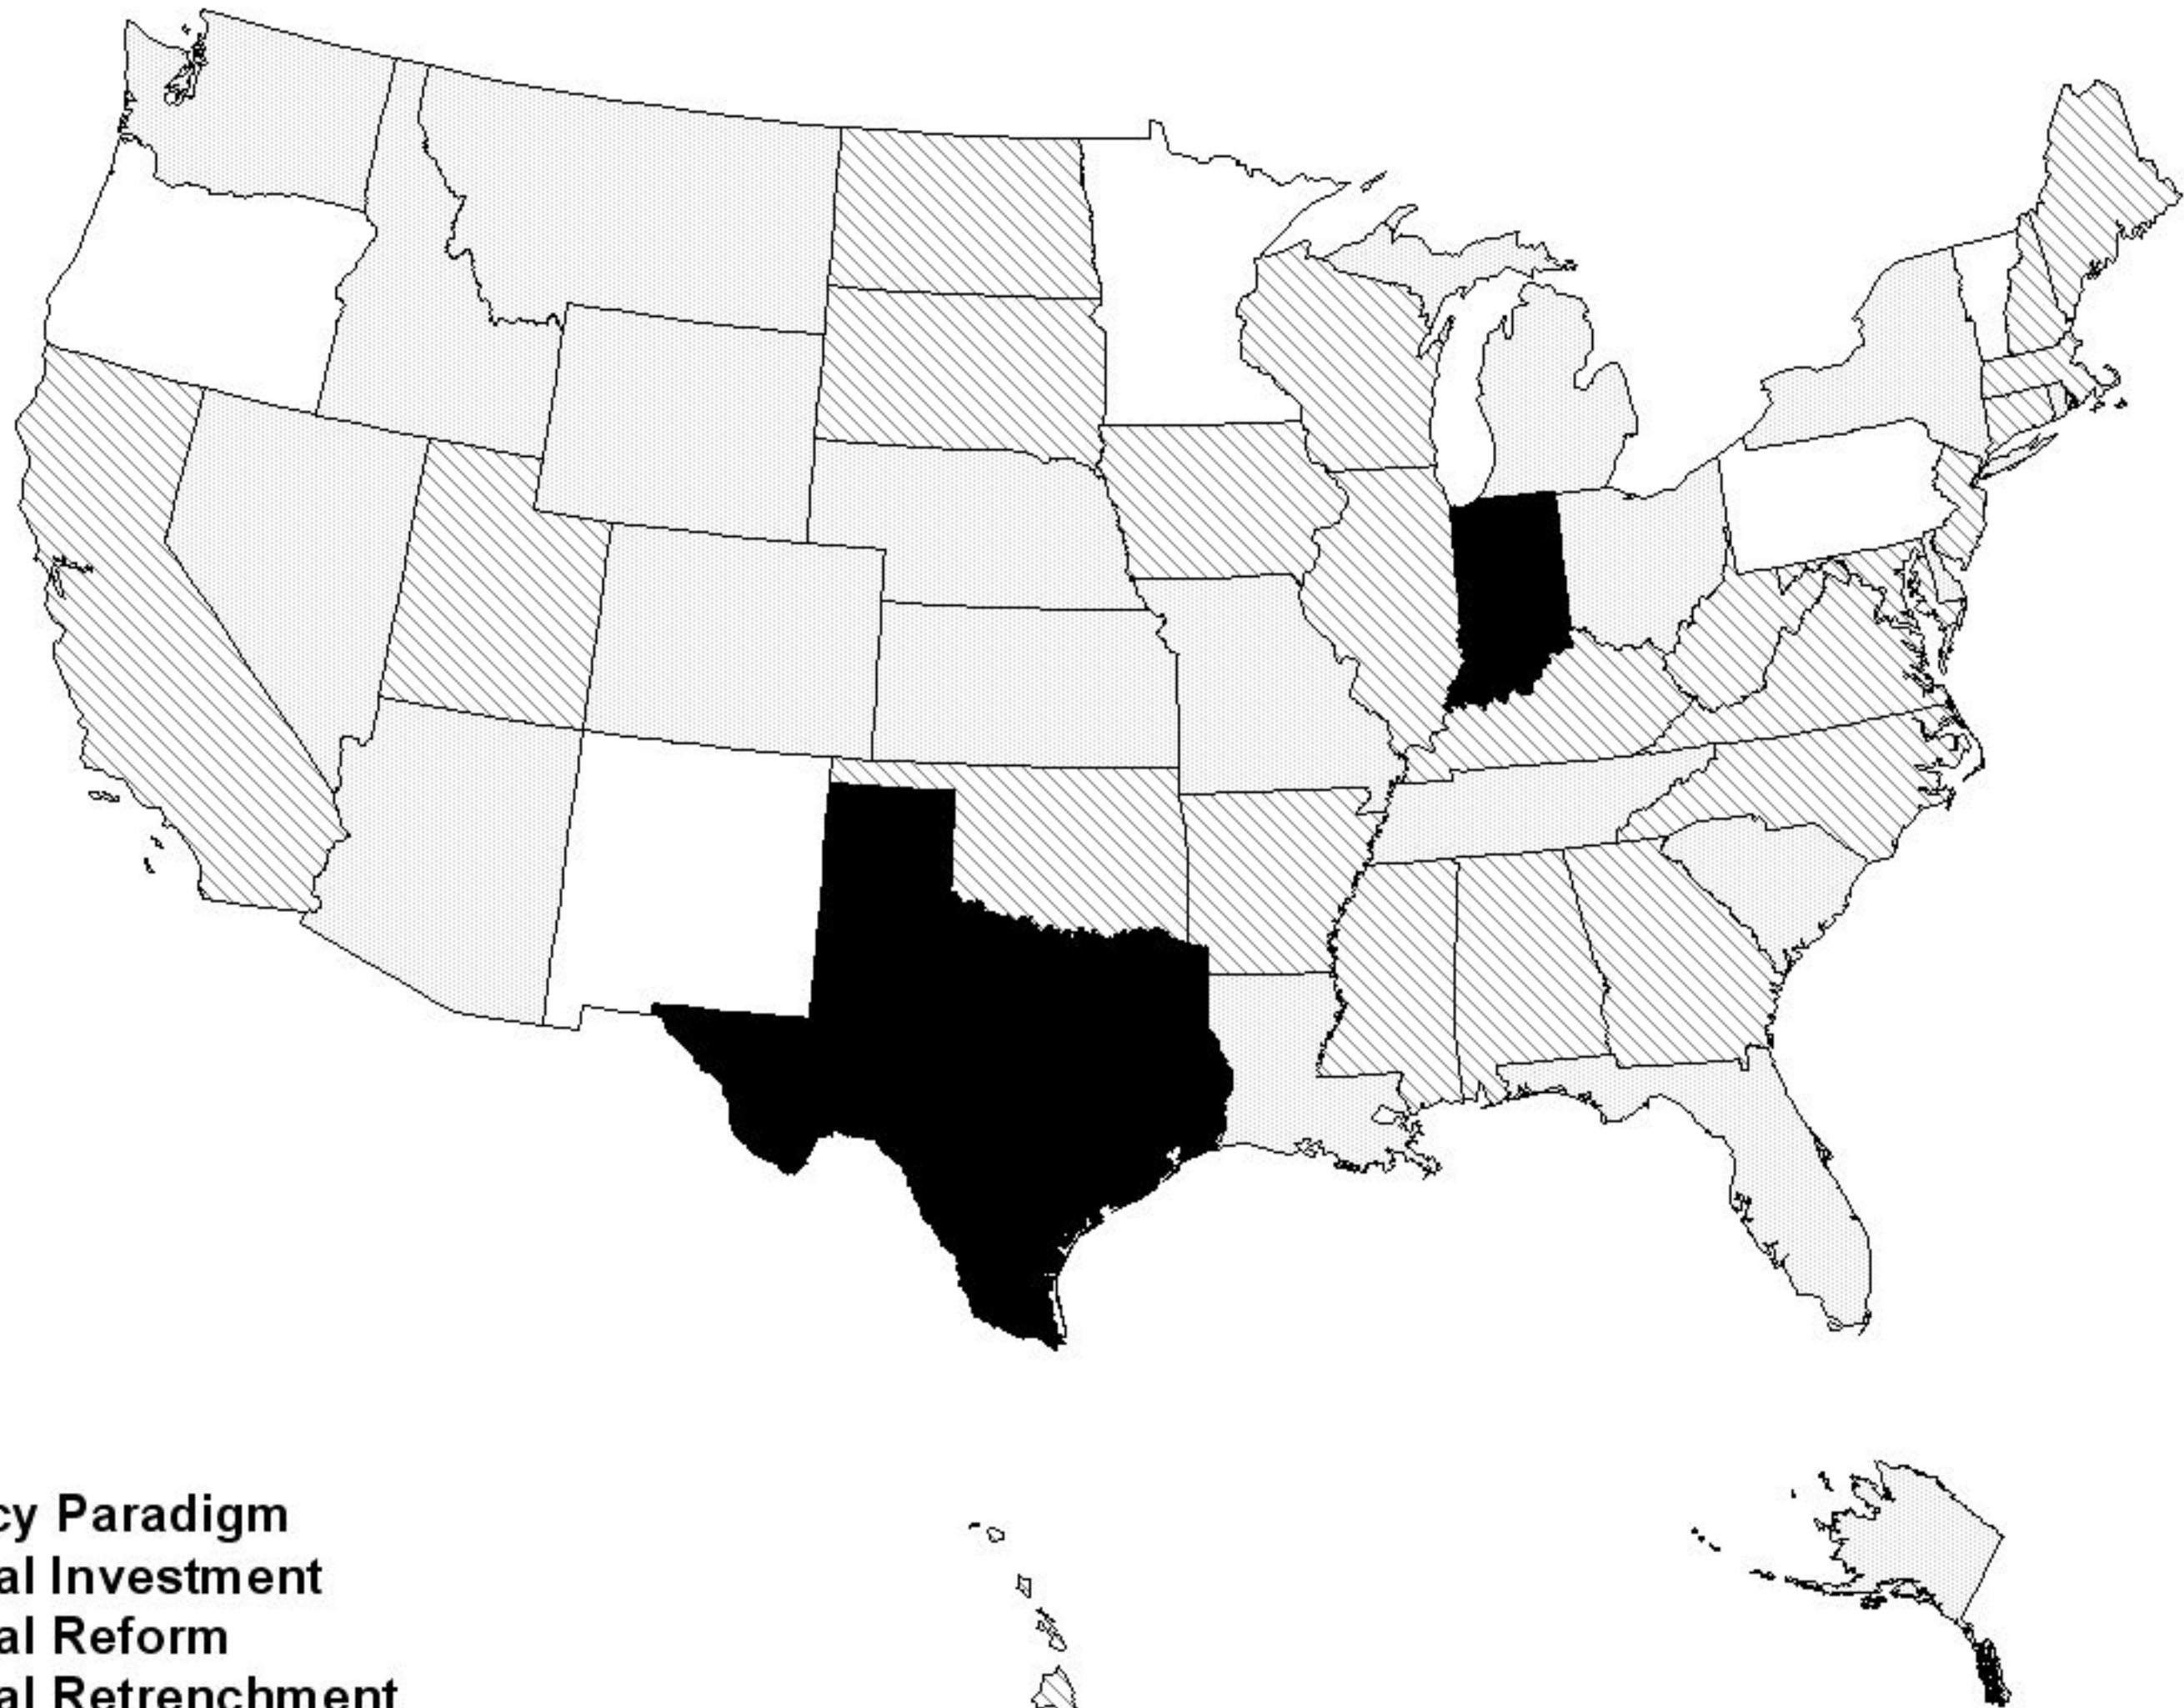 cy Paradigm
al Investment
al Reform
al Retrenchment